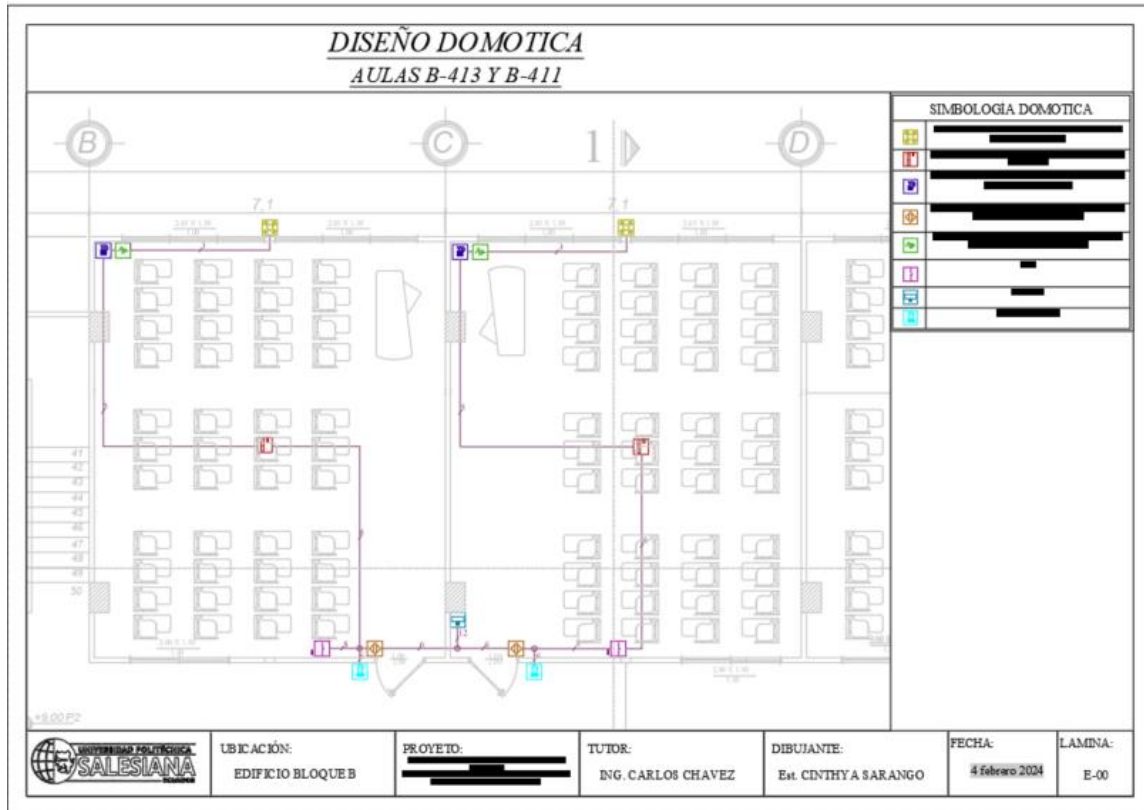 DISEÑO DOMOTICA
AULAS B-413 Y B-411
SIMBOLOGÍA DOMOTICA
B
C
1
D
7,1
7,1
41
42
43
44
45
46
47
48
49
50
12
UNIVERSIDAD POLITÉCNICA
SALESIANA
UBICACIÓN:
EDIFICIO BLOQUE B
PROYETO:
TUTOR:
ING. CARLOS CHAVEZ
DIBUJANTE:
Est. CINTHYA SARANGO
FECHA:
4 febrero 2024
LAMINA:
E-00